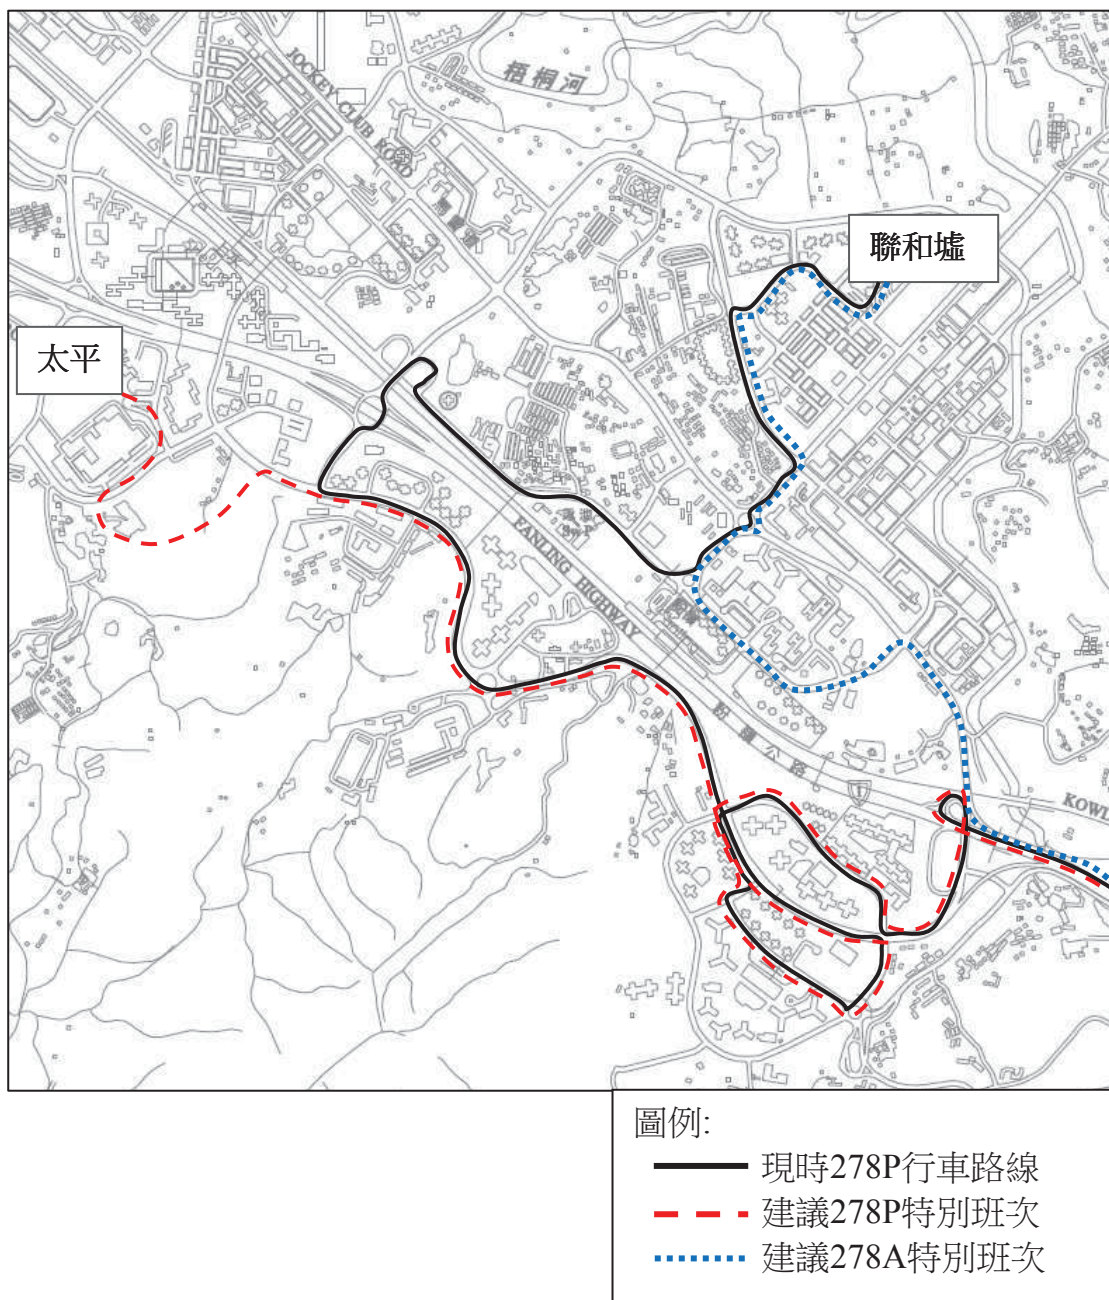 梧桐河
JOCKEY CLUB
ROAD
聯和墟
太平
FANLING HIGHWAY
粉嶺公路
1
KOWL
圖例:
現時278P行車路線
建議278P特別班次
建議278A特別班次